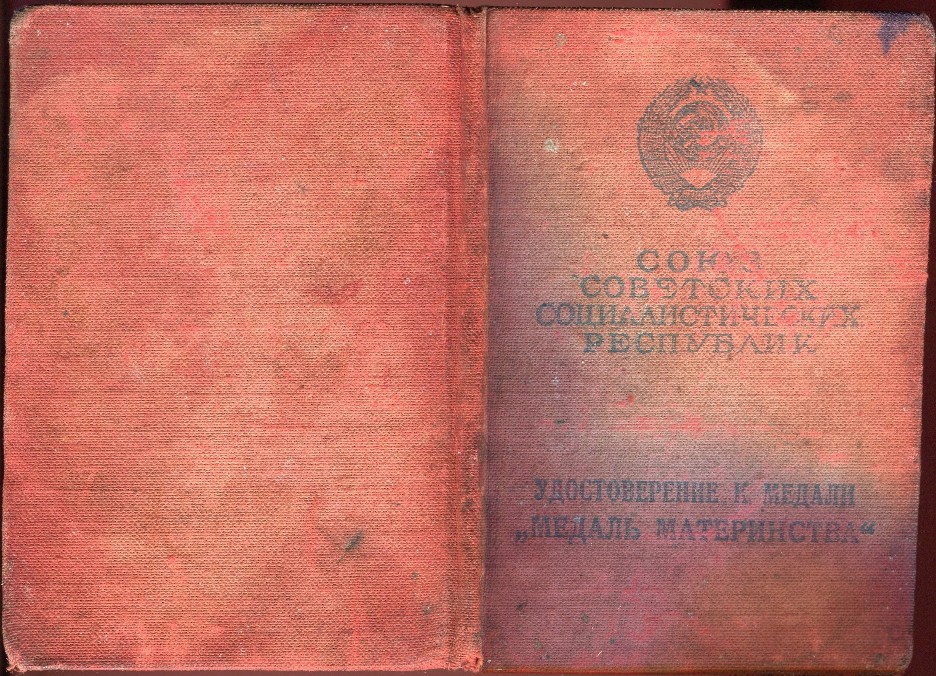 СОЮЗ
СОВЕТСКИХ
СОЦИАЛИСТИЧЕСКИХ
РЕСПУБЛИК
УДОСТОВЕРЕНИЕ К МЕДАЛИ
„МЕДАЛЬ МАТЕРИНСТВА“